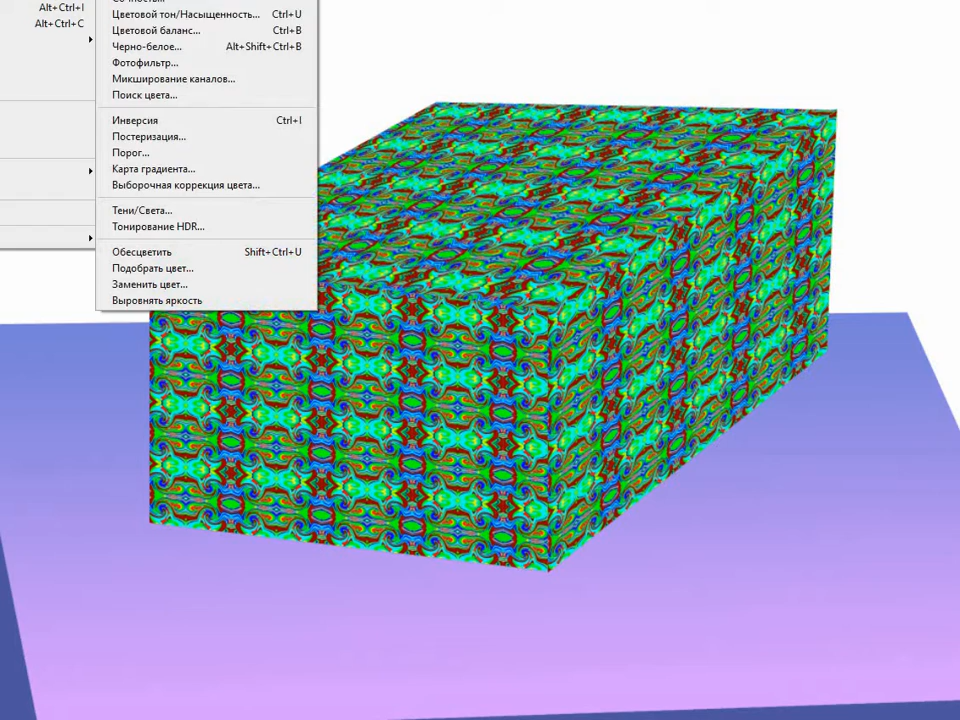 Alt+Ctrl+I
Alt+Ctrl+C
Цветовой тон/Насыщенность... Ctrl+U
Цветовой баланс... Ctrl+B
Черно-белое... Alt+Shift+Ctrl+B
Фотофильтр...
Микширование каналов...
Поиск цвета...
Инверсия Ctrl+I
Постеризация...
Порог...
Карта градиента...
Выборочная коррекция цвета...
Тени/Света...
Тонирование HDR...
Обесцветить Shift+Ctrl+U
Подобрать цвет...
Заменить цвет...
Выровнять яркость